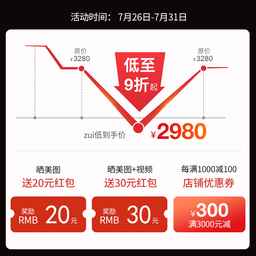 活动时间：7月26日-7月31日
原价
¥3280
低至
9折起
原价
¥3280
zui低到手价
¥2980
晒美图
送20元红包
晒美图+视频
送30元红包
每满1000减100
店铺优惠券
奖励
RMB 20元
奖励
RMB 30元
¥300
满3000元减